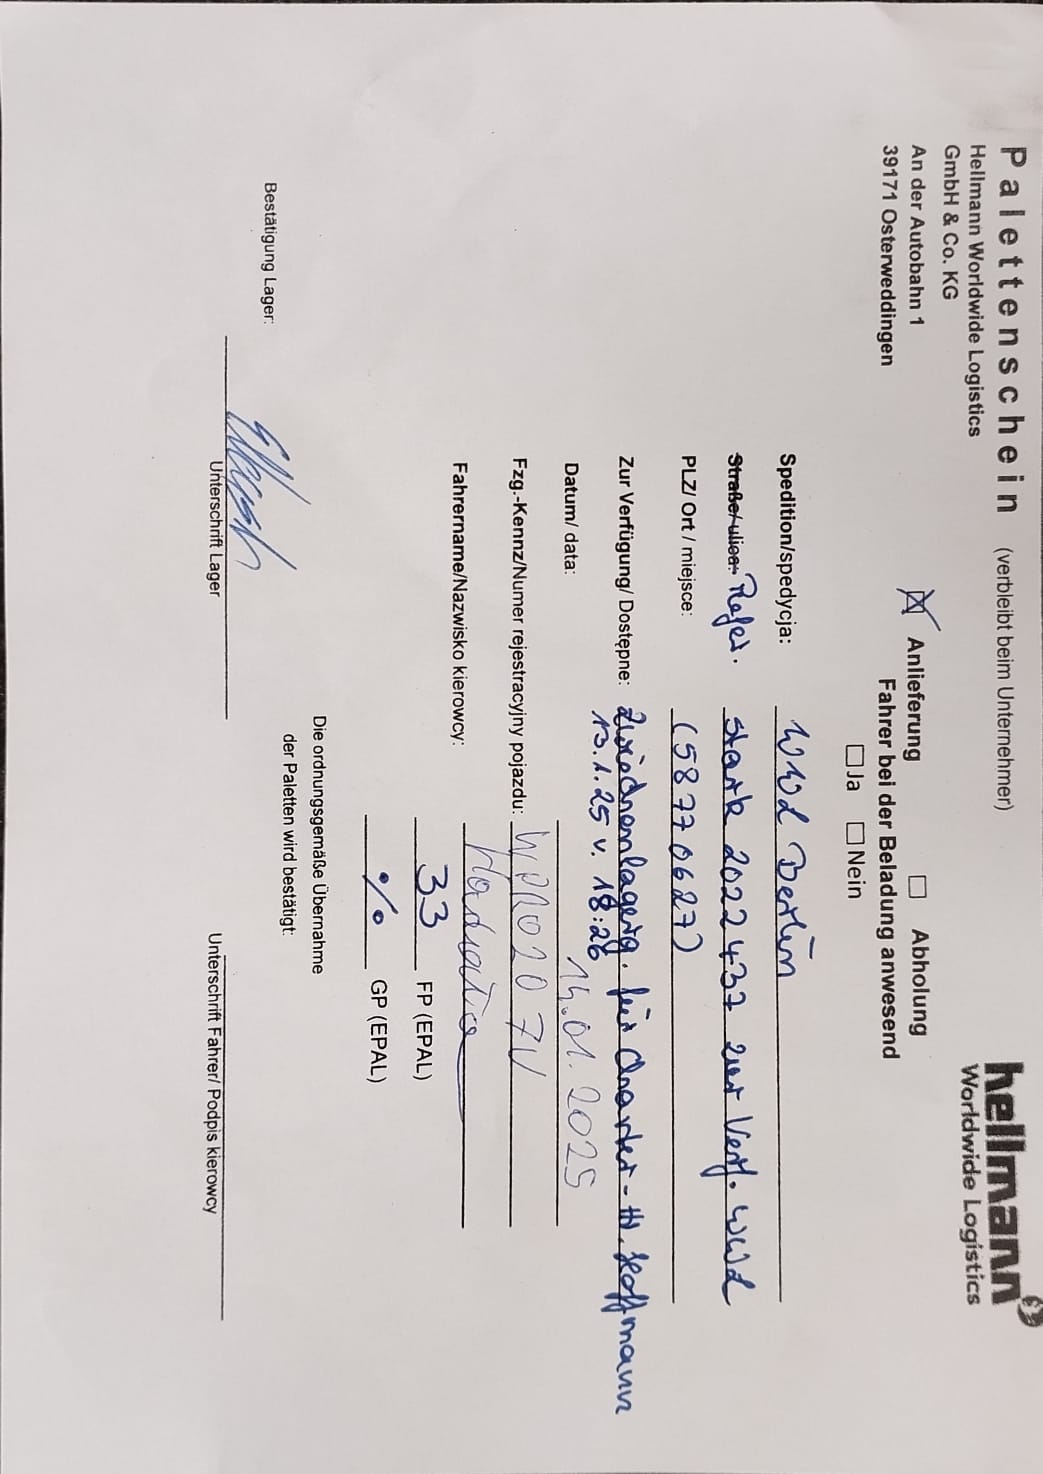 Palettenschein (verbleibt beim Unternehmer)
hellmann
Worldwide Logistics
Hellmann Worldwide Logistics
GmbH & Co. KG
An der Autobahn 1
39171 Osterweddingen
Anlieferung Abholung
Fahrer bei der Beladung anwesend
Ja Nein
Spedition/spedycja: WWL Berlin
Straße/ulica: Refer. Stark 2022437 zur Verf. WWL
PLZ/ Ort / miejsce: (58770627)
Zur Verfügung/ Dostępne: für Charter - H. Hoffmann
13.1.25 v. 18:26
Datum/ data: 14.01.2025
Fzg.-Kennz/Numer rejestracyjny pojazdu:
Fahrername/Nazwisko kierowcy:
33 FP (EPAL)
% GP (EPAL)
Die ordnungsgemäße Übernahme
der Paletten wird bestätigt:
Bestätigung Lager:
Unterschrift Lager
Unterschrift Fahrer/ Podpis kierowcy